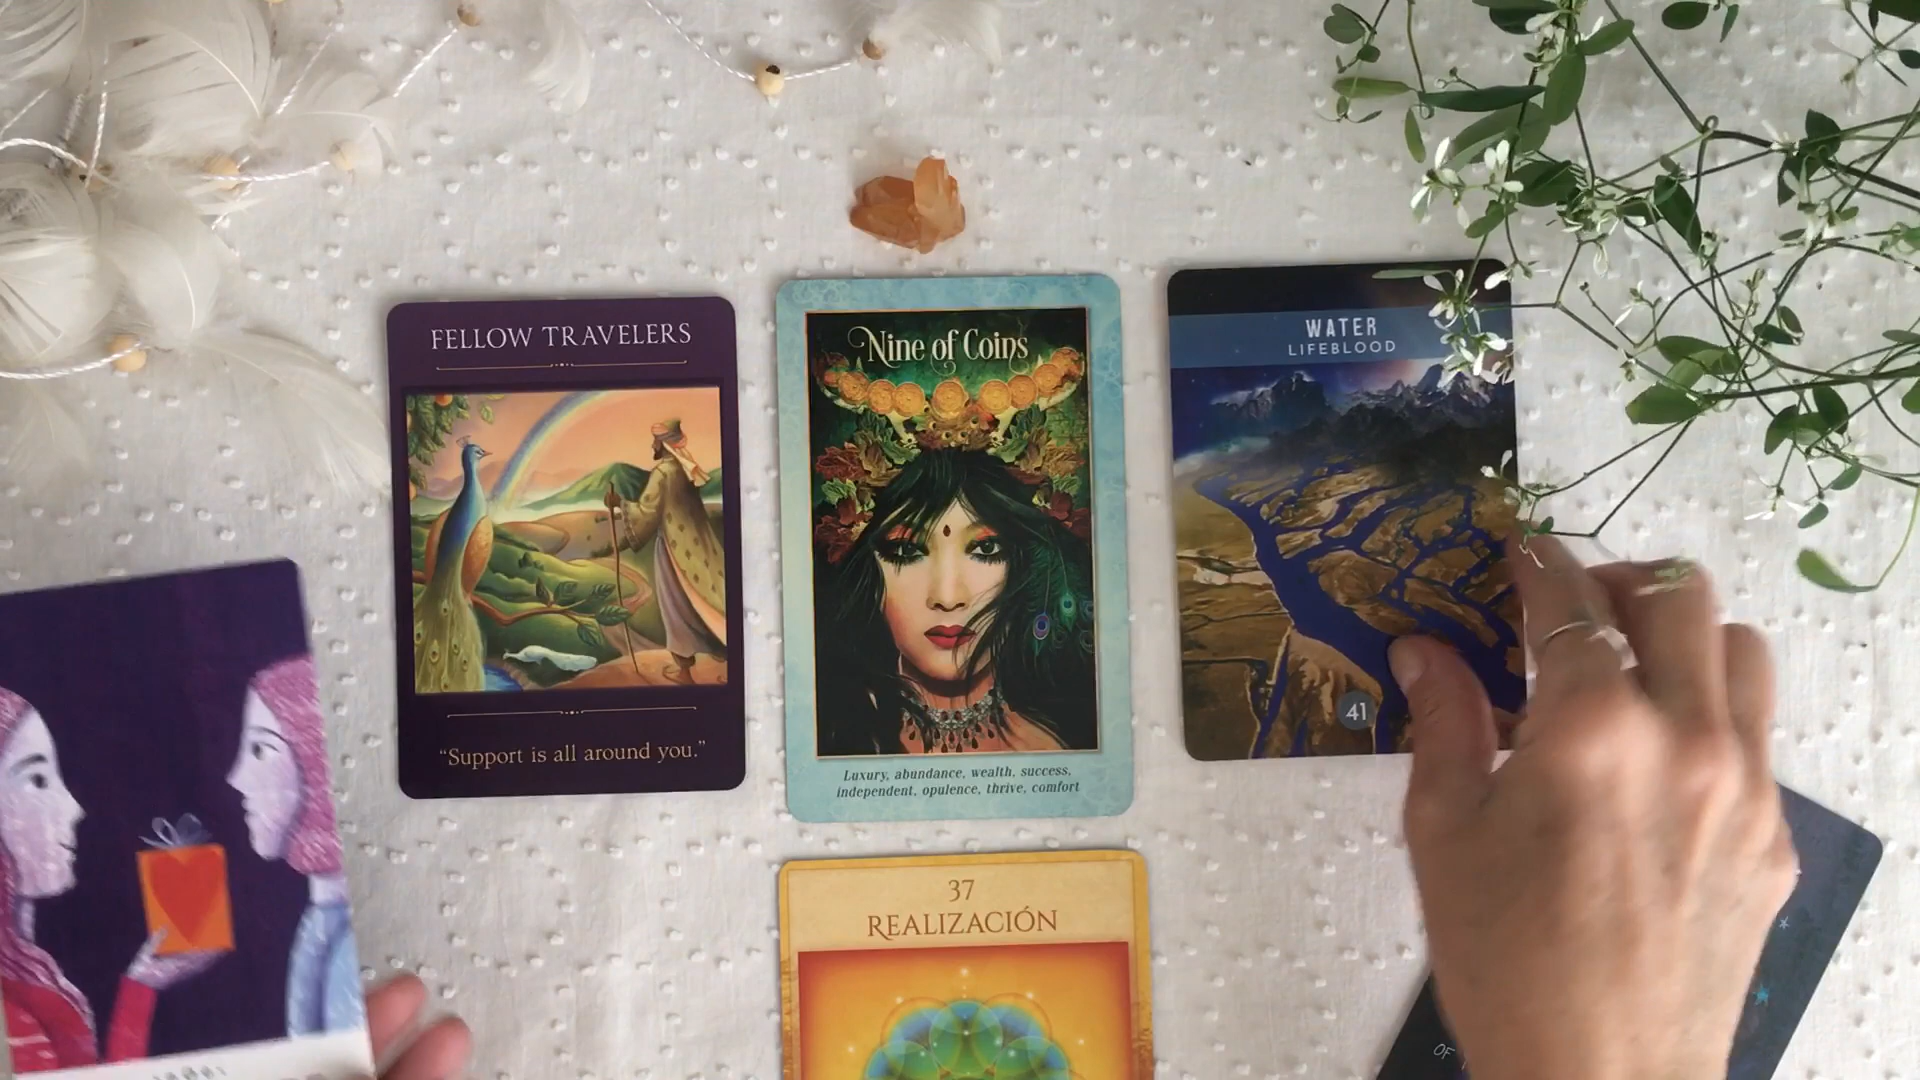 FELLOW TRAVELERS
"Support is all around you."
Nine of Coins
Luxury, abundance, wealth, success,
independent, opulence, thrive, comfort
WATER
LIFEBLOOD
41
37
REALIZACIÓN
OF